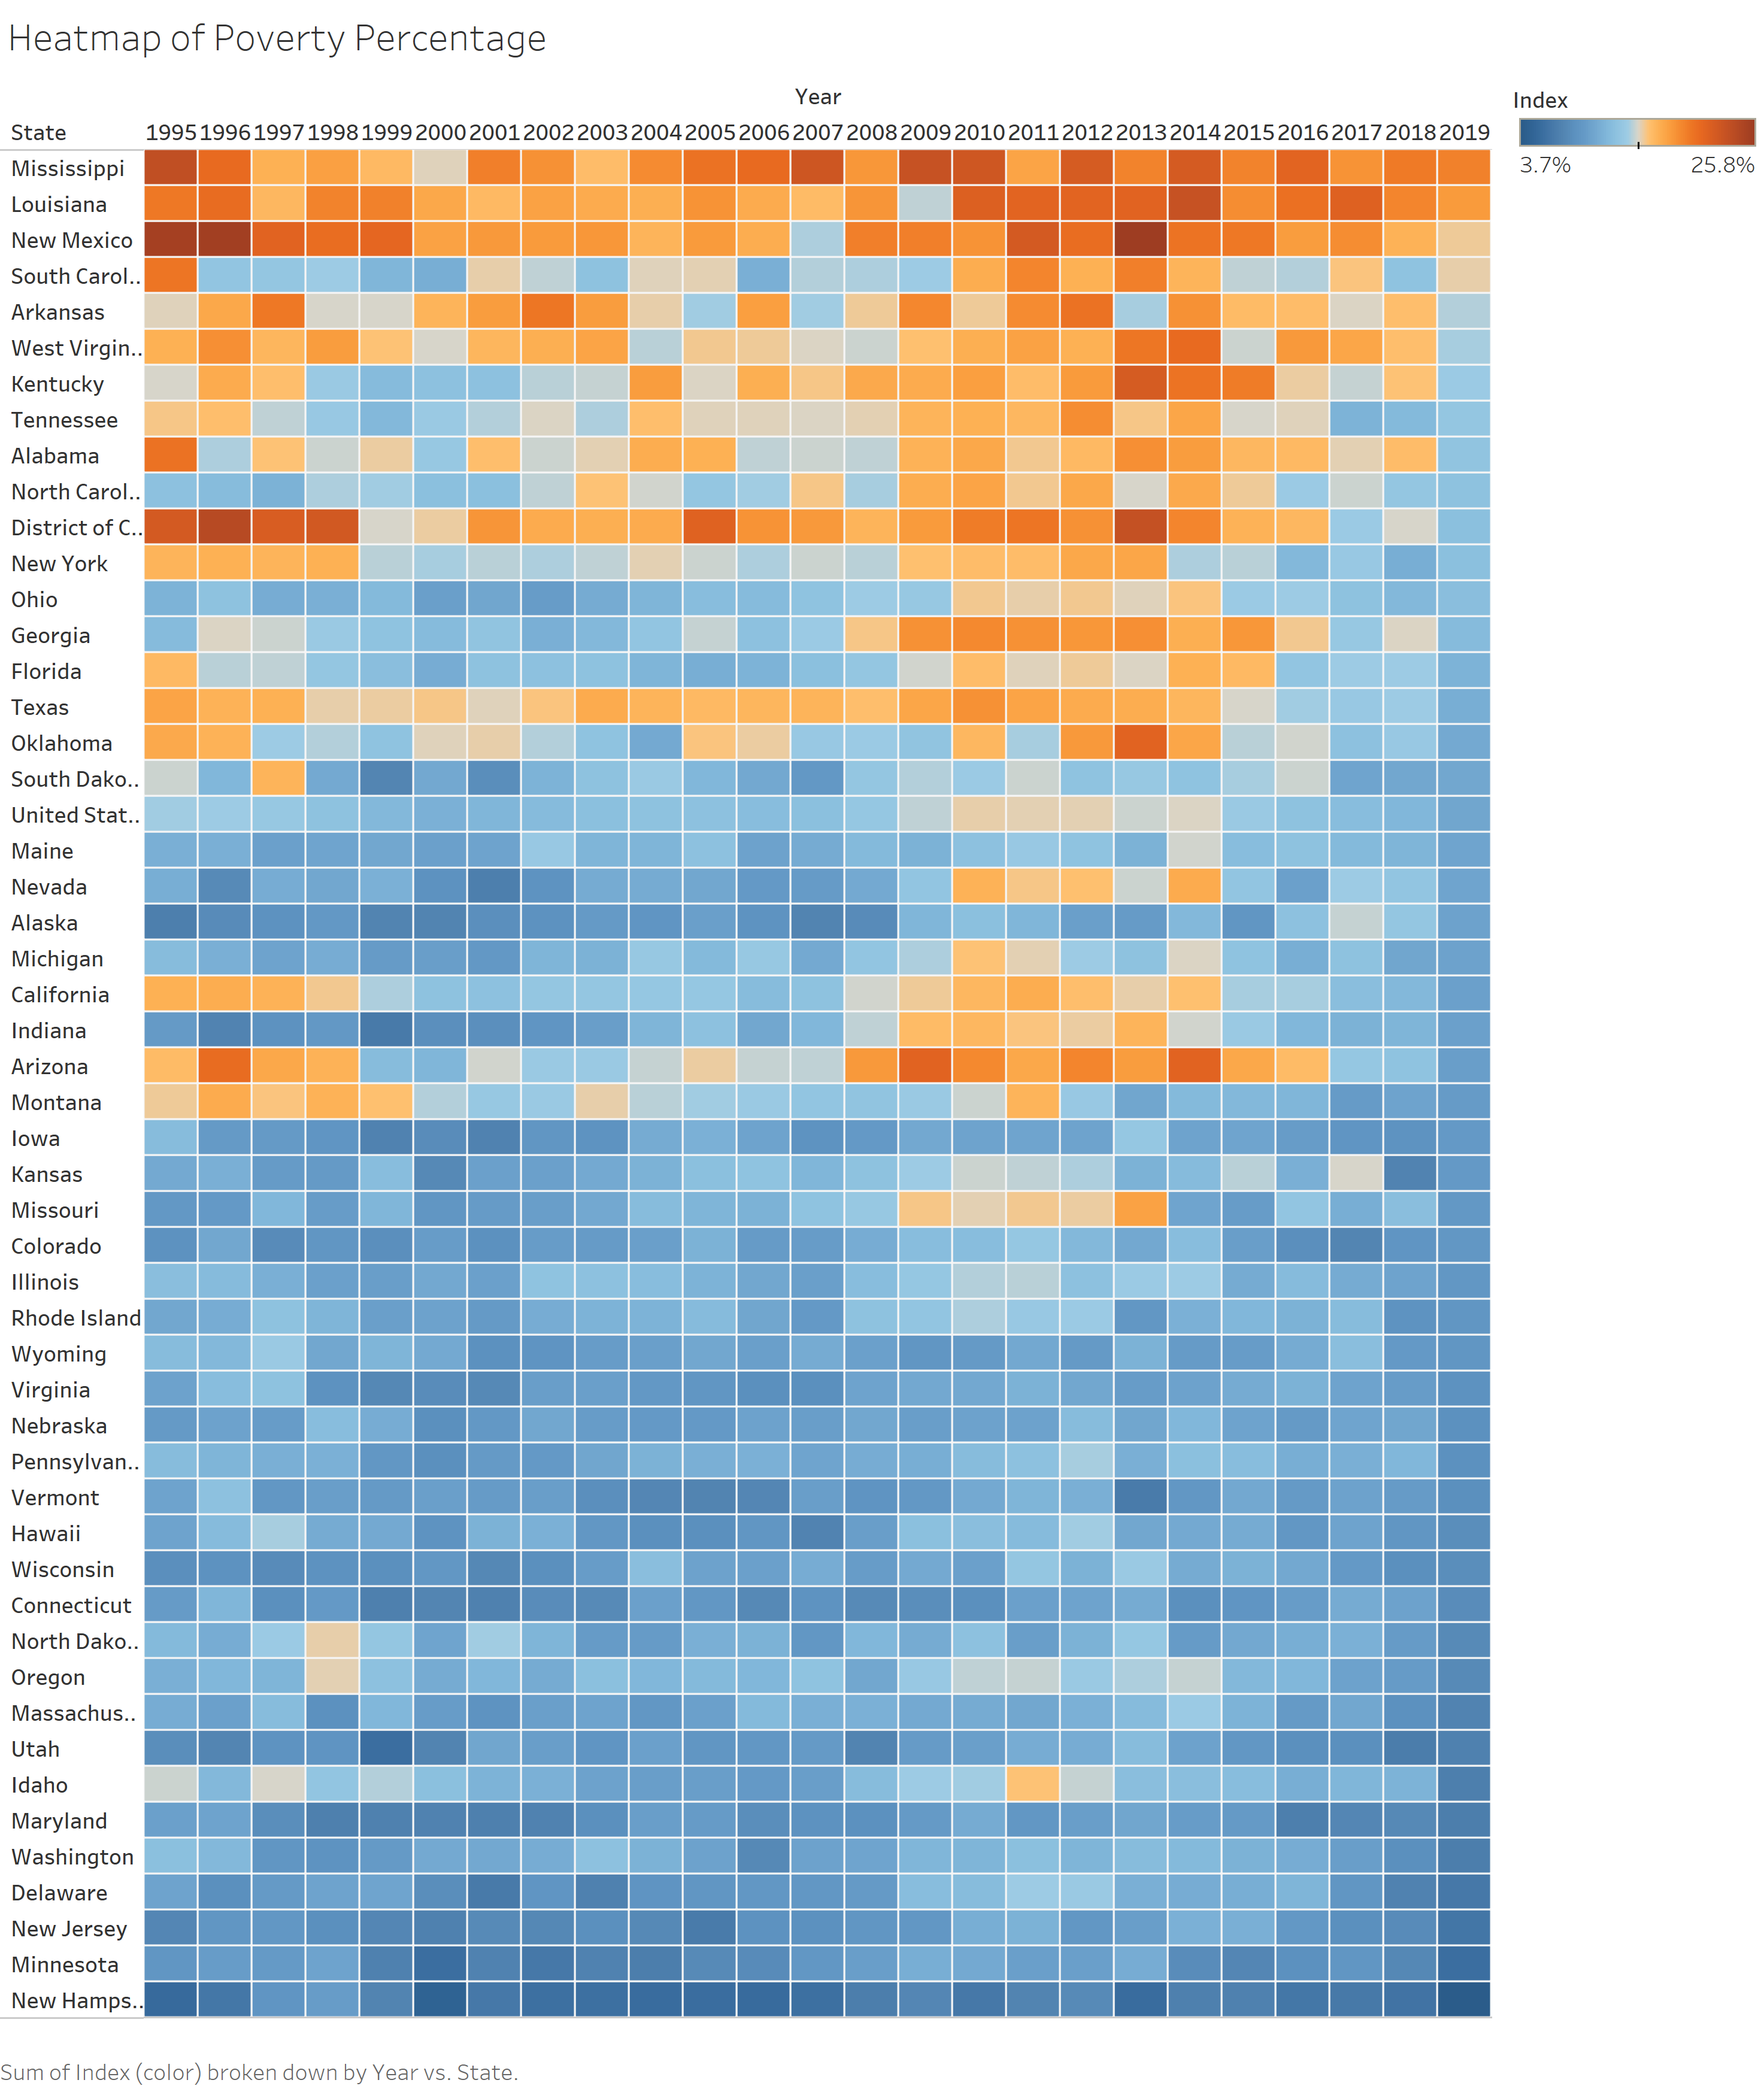 Heatmap of Poverty Percentage
Year
Index
State 1995 1996 1997 1998 1999 2000 2001 2002 2003 2004 2005 2006 2007 2008 2009 2010 2011 2012 2013 2014 2015 2016 2017 2018 2019
3.7% 25.8%
Mississippi
Louisiana
New Mexico
South Carol..
Arkansas
West Virgin..
Kentucky
Tennessee
Alabama
North Carol..
District of C..
New York
Ohio
Georgia
Florida
Texas
Oklahoma
South Dako..
United Stat..
Maine
Nevada
Alaska
Michigan
California
Indiana
Arizona
Montana
Iowa
Kansas
Missouri
Colorado
Illinois
Rhode Island
Wyoming
Virginia
Nebraska
Pennsylvan..
Vermont
Hawaii
Wisconsin
Connecticut
North Dako..
Oregon
Massachus..
Utah
Idaho
Maryland
Washington
Delaware
New Jersey
Minnesota
New Hamps..
Sum of Index (color) broken down by Year vs. State.